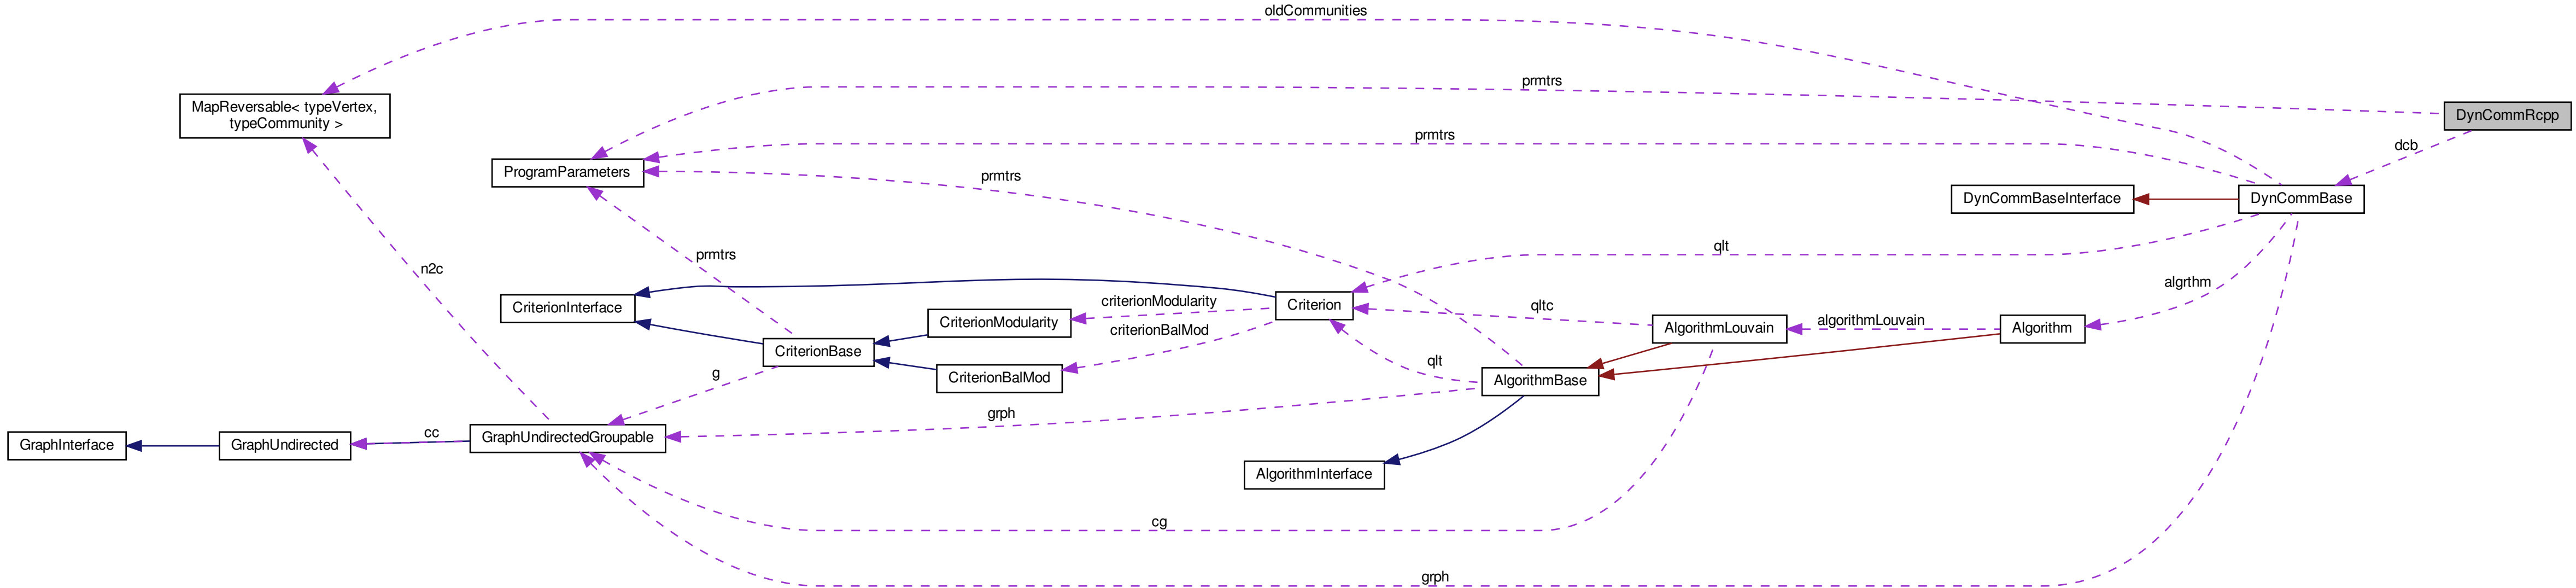 oldCommunities
prmtrs
MapReversable< typeVertex,
typeCommunity >
DynCommRcpp
prmtrs
dcb
ProgramParameters
prmtrs
DynCommBaseInterface
DynCommBase
qlt
prmtrs
n2c
algrthm
CriterionInterface
Criterion
criterionModularity
qltc
CriterionModularity
criterionBalMod
AlgorithmLouvain
algorithmLouvain
Algorithm
CriterionBase
qlt
g
CriterionBalMod
AlgorithmBase
grph
GraphInterface
GraphUndirected
cc
GraphUndirectedGroupable
AlgorithmInterface
cg
grph